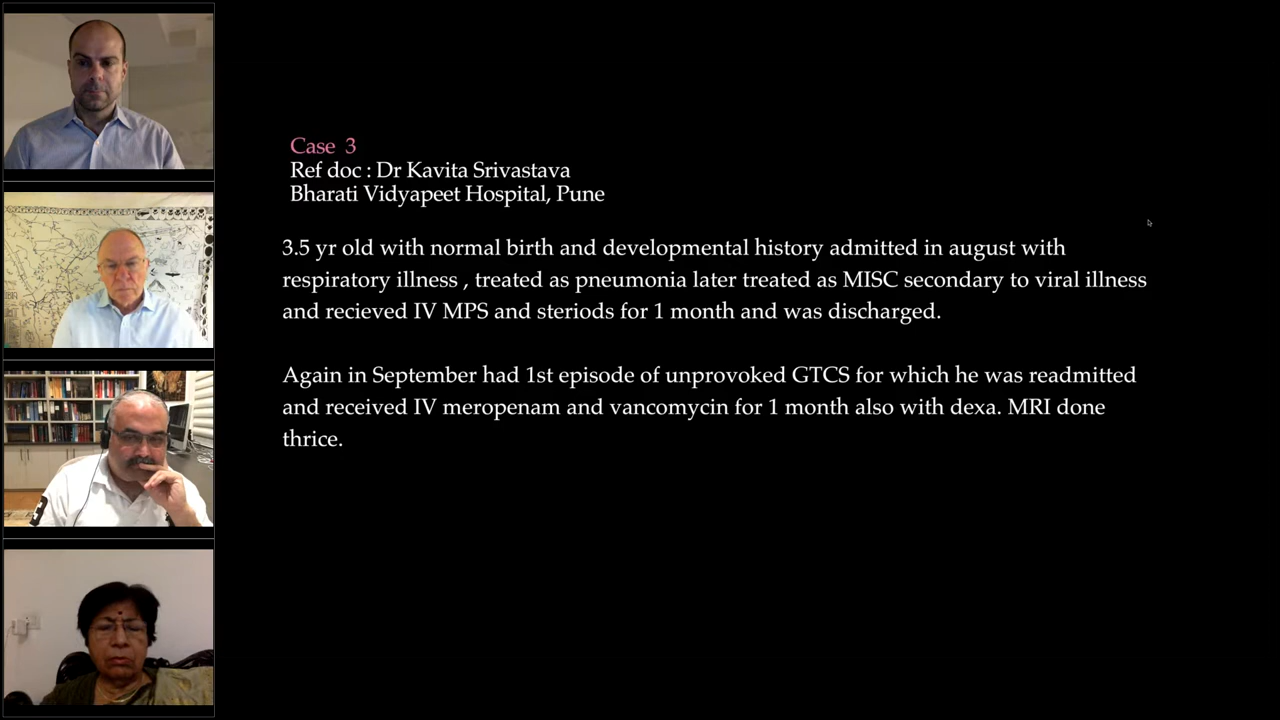 Case 3
Ref doc : Dr Kavita Srivastava
Bharati Vidyapeet Hospital, Pune
3.5 yr old with normal birth and developmental history admitted in august with
respiratory illness , treated as pneumonia later treated as MISC secondary to viral illness
and recieved IV MPS and steriods for 1 month and was discharged.
Again in September had 1st episode of unprovoked GTCS for which he was readmitted
and received IV meropenam and vancomycin for 1 month also with dexa. MRI done
thrice.